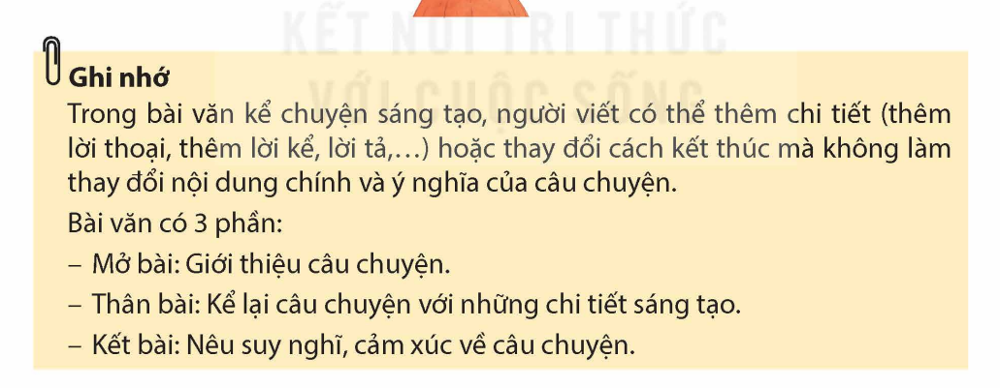 KẾT NỐI TRI THỨC
VỚI CUỘC SỐNG
Ghi nhớ
Trong bài văn kể chuyện sáng tạo, người viết có thể thêm chi tiết (thêm
lời thoại, thêm lời kể, lời tả,...) hoặc thay đổi cách kết thúc mà không làm
thay đổi nội dung chính và ý nghĩa của câu chuyện.
Bài văn có 3 phần:
– Mở bài: Giới thiệu câu chuyện.
– Thân bài: Kể lại câu chuyện với những chi tiết sáng tạo.
– Kết bài: Nêu suy nghĩ, cảm xúc về câu chuyện.